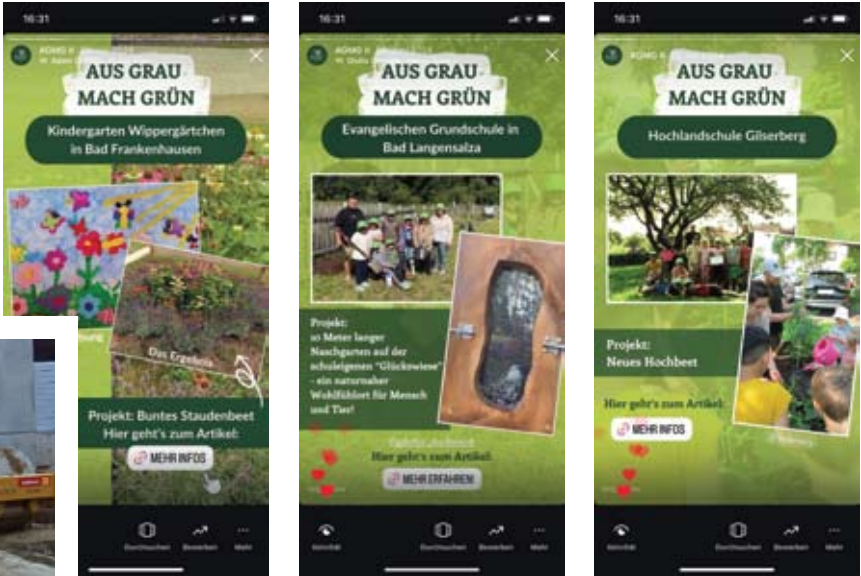 16:31
AUS GRAU
MACH GRÜN
Kindergarten Wippergärtchen
in Bad Frankenhausen
Das Ergebnis
Projekt: Buntes Staudenbeet
Hier geht's zum Artikel:
MEHR INFOS
Durchsuchen
Bewerben
Mehr
16:31
AUS GRAU
MACH GRÜN
Evangelischen Grundschule in
Bad Langensalza
Projekt:
10 Meter langer
Naschgarten auf der
schuleigenen "Glückswiese"
- ein naturnaher
Wohlfühlort für Mensch
und Tier!
Hier geht's zum Artikel:
MEHR ERFAHREN!
Aktivität
Durchsuchen
Bewerben
Mehr
16:31
AUS GRAU
MACH GRÜN
Hochlandschule Gilserberg
Projekt:
Neues Hochbeet
Hier geht's zum Artikel:
MEHR INFOS
Aktivität
Durchsuchen
Bewerben
Mehr